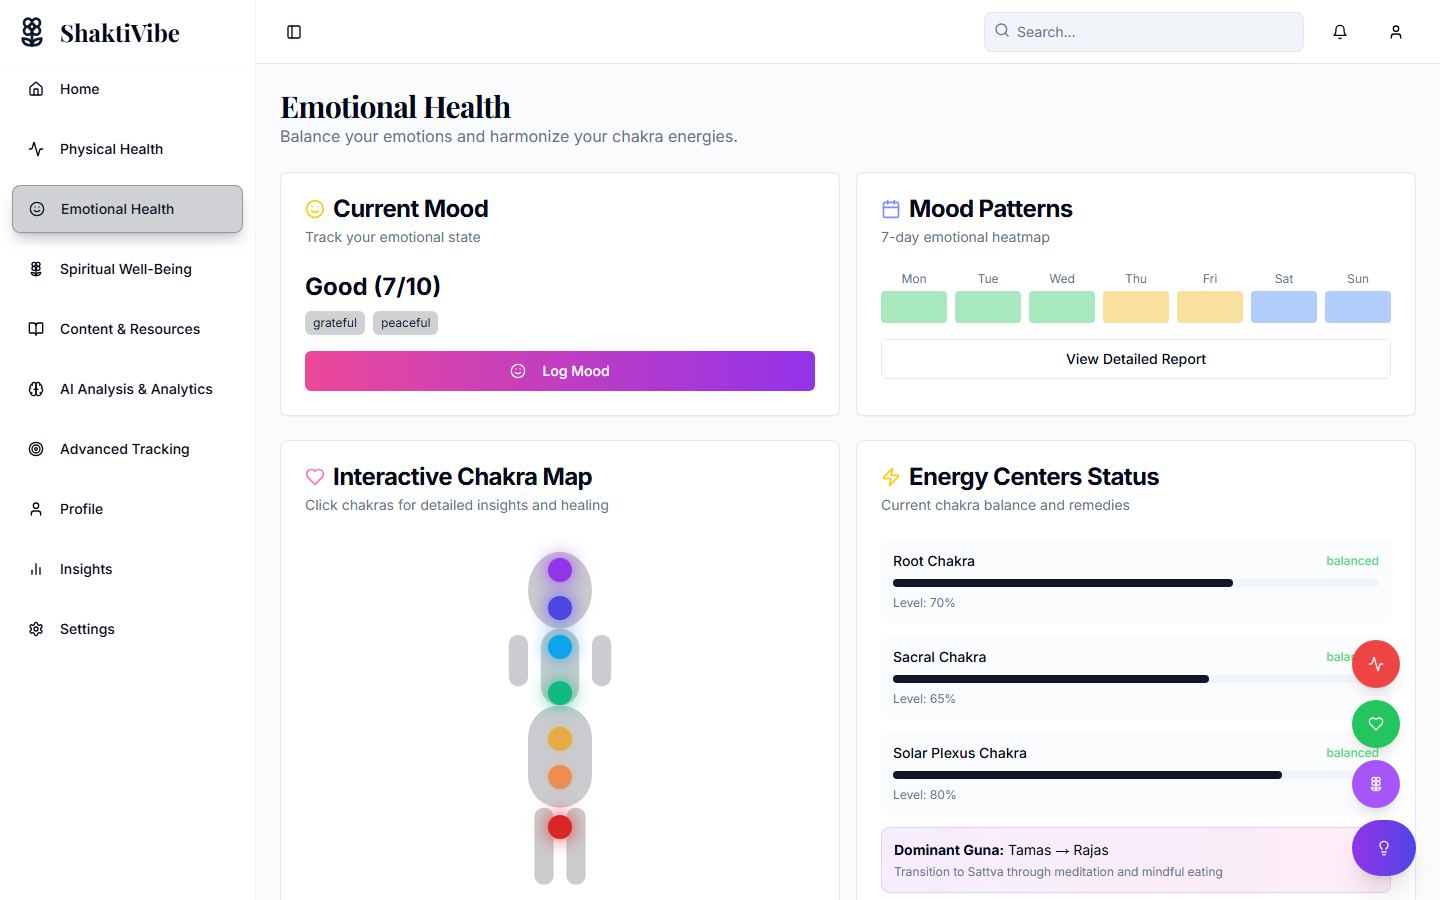 ShaktiVibe
Search...
Home
Physical Health
Emotional Health
Spiritual Well-Being
Content & Resources
AI Analysis & Analytics
Advanced Tracking
Profile
Insights
Settings
Emotional Health
Balance your emotions and harmonize your chakra energies.
Current Mood
Track your emotional state
Good (7/10)
grateful peaceful
Log Mood
Mood Patterns
7-day emotional heatmap
Mon Tue Wed Thu Fri Sat Sun
View Detailed Report
Interactive Chakra Map
Click chakras for detailed insights and healing
Energy Centers Status
Current chakra balance and remedies
Root Chakra balanced
Level: 70%
Sacral Chakra
Level: 65%
Solar Plexus Chakra balanced
Level: 80%
Dominant Guna: Tamas → Rajas
Transition to Sattva through meditation and mindful eating